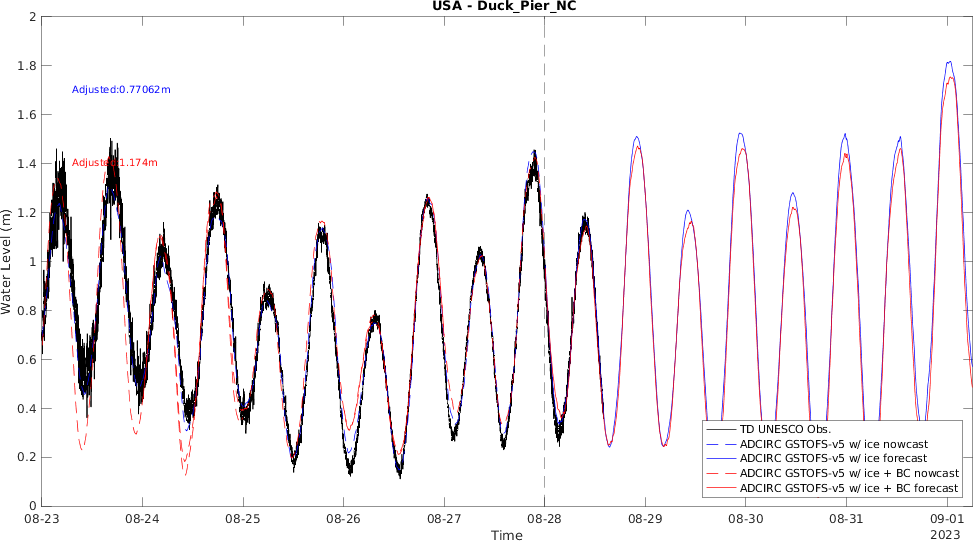 USA - Duck_Pier_NC
2
1.8
1.6
1.4
1.2
1
0.8
0.6
0.4
0.2
0
Water Level (m)
Adjusted:0.77062m
Adjusted:1.174m
TD UNESCO Obs.
ADCIRC GSTOFS-v5 w/ ice nowcast
ADCIRC GSTOFS-v5 w/ ice forecast
ADCIRC GSTOFS-v5 w/ ice + BC nowcast
ADCIRC GSTOFS-v5 w/ ice + BC forecast
08-23 08-24 08-25 08-26 08-27 08-28 08-29 08-30 08-31 09-01
Time
2023